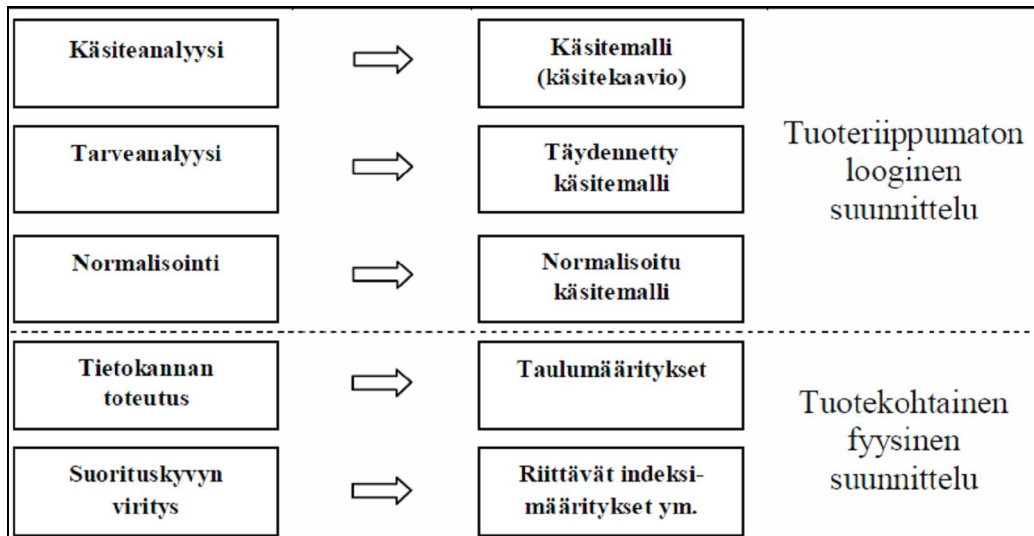 Käsiteanalyysi
Käsitemalli
(käsitekaavio)
Tarveanalyysi
Täydennetty
käsitemalli
Normalisointi
Normalisoitu
käsitemalli
Tuoteriippumaton
looginen
suunnittelu
Tietokannan
toteutus
Taulumääritykset
Suorituskyvyn
viritys
Riittävät indeksi-
määritykset ym.
Tuotekohtainen
fyysinen
suunnittelu